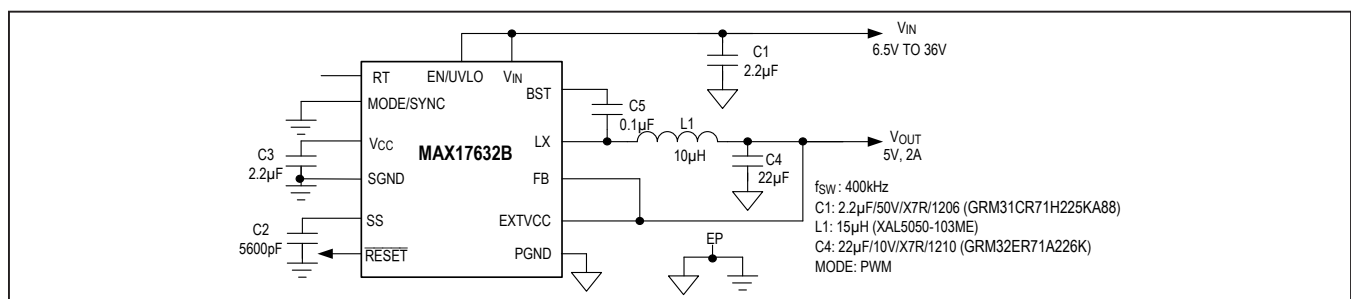 VIN
6.5V TO 36V
C1
2.2µF
RT
EN/UVLO
VIN
BST
MODE/SYNC
C5
0.1µF
L1
10µH
VCC
MAX17632B
LX
VOUT
5V, 2A
C3
2.2µF
C4
22µF
SGND
FB
fSW : 400kHz
C1: 2.2µF/50V/X7R/1206 (GRM31CR71H225KA88)
L1: 15µH (XAL5050-103ME)
C4: 22µF/10V/X7R/1210 (GRM32ER71A226K)
MODE: PWM
SS
EXTVCC
C2
5600pF
RESET
PGND
EP